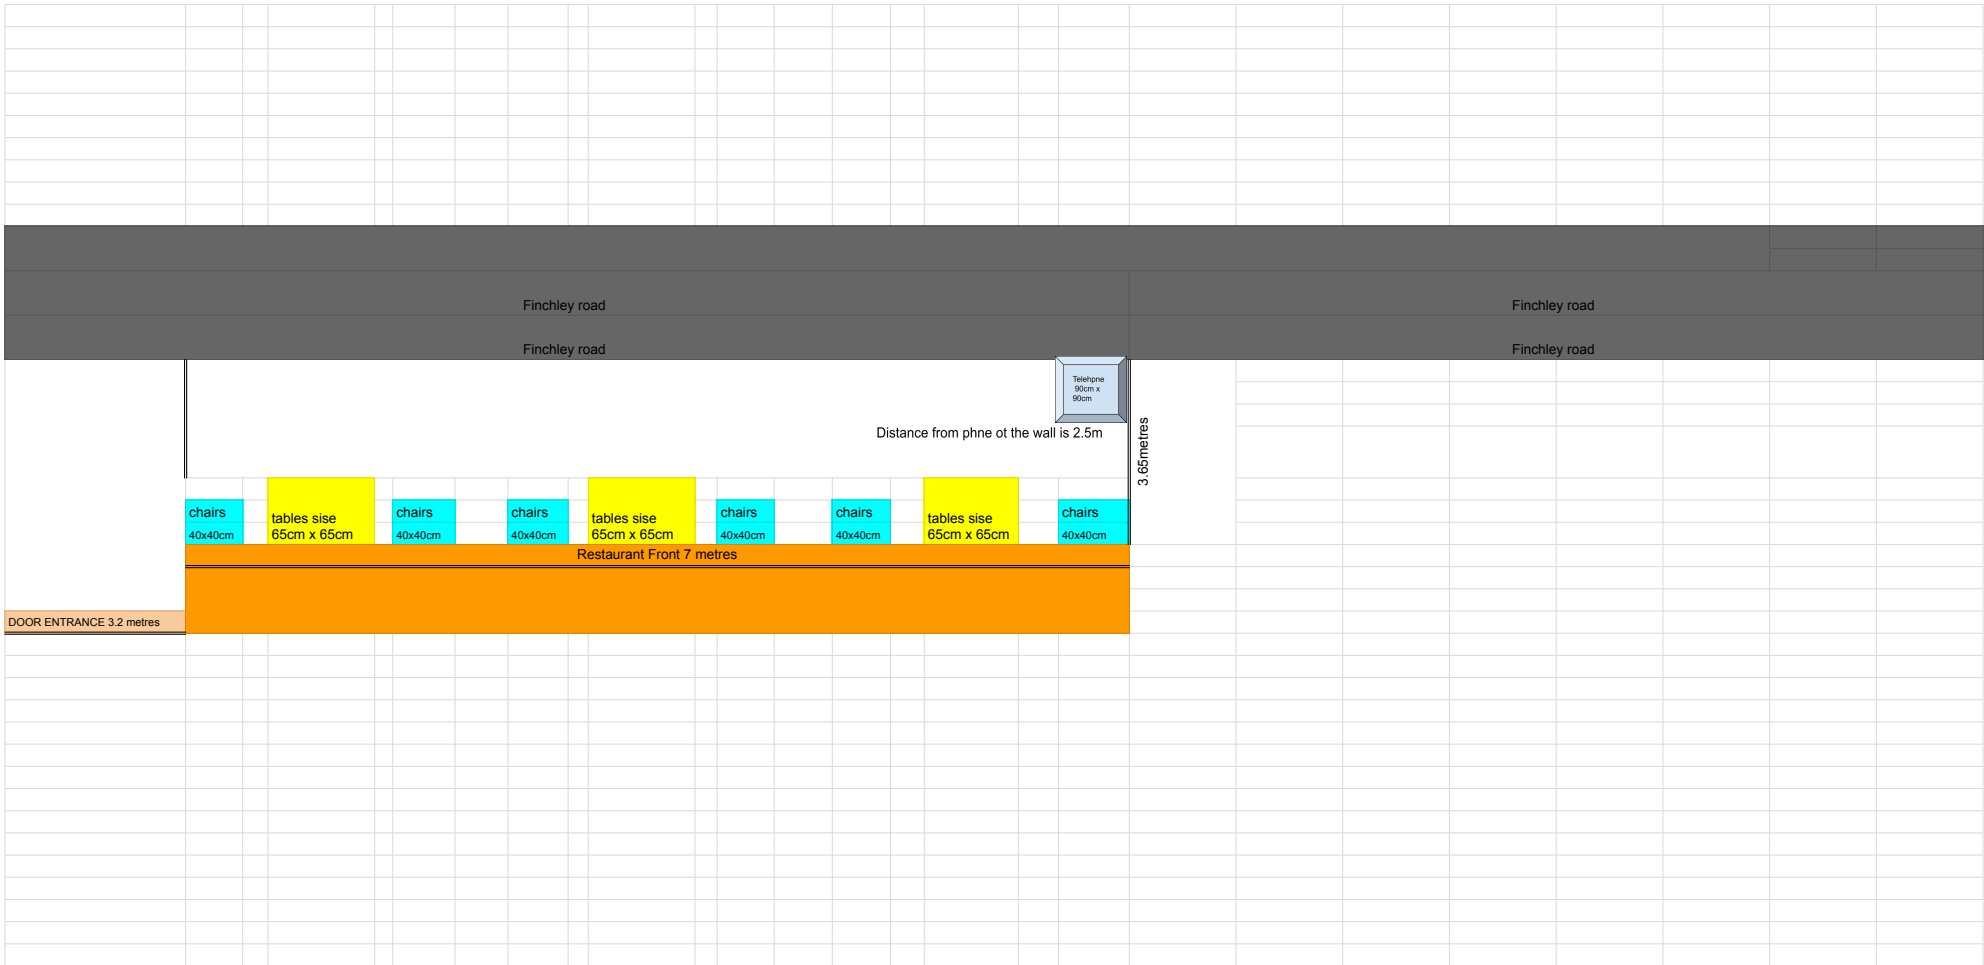 Finchley road
Finchley road
Finchley road
Finchley road
Telehpne
90cm x
90cm
Distance from phne ot the wall is 2.5m
3.65metres
chairs
40x40cm
tables sise
65cm x 65cm
chairs
40x40cm
chairs
40x40cm
tables sise
65cm x 65cm
chairs
40x40cm
chairs
40x40cm
tables sise
65cm x 65cm
chairs
40x40cm
Restaurant Front 7 metres
DOOR ENTRANCE 3.2 metres